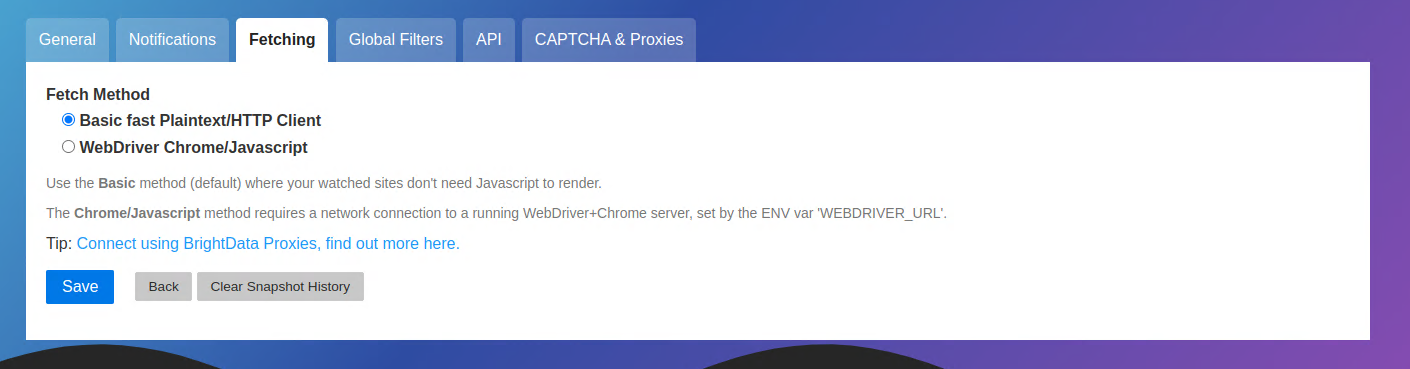 General Notifications Fetching Global Filters API CAPTCHA & Proxies
Fetch Method
Basic fast Plaintext/HTTP Client
WebDriver Chrome/Javascript
Use the Basic method (default) where your watched sites don't need Javascript to render.
The Chrome/Javascript method requires a network connection to a running WebDriver+Chrome server, set by the ENV var 'WEBDRIVER_URL'.
Tip: Connect using BrightData Proxies, find out more here.
Save Back Clear Snapshot History